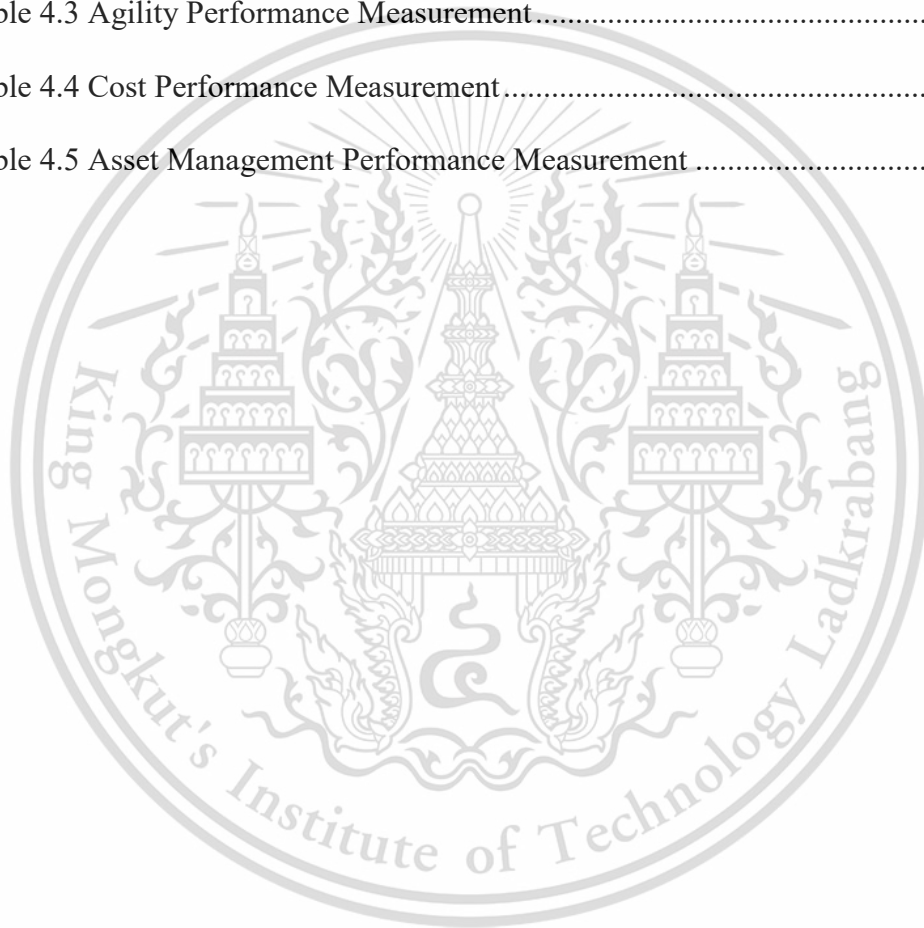 ble 4.3 Agility Performance Measurement................................................
ble 4.4 Cost Performance Measurement....................................................
ble 4.5 Asset Management Performance Measurement ............................
King Mongkut's Institute of Technology Ladkrabang